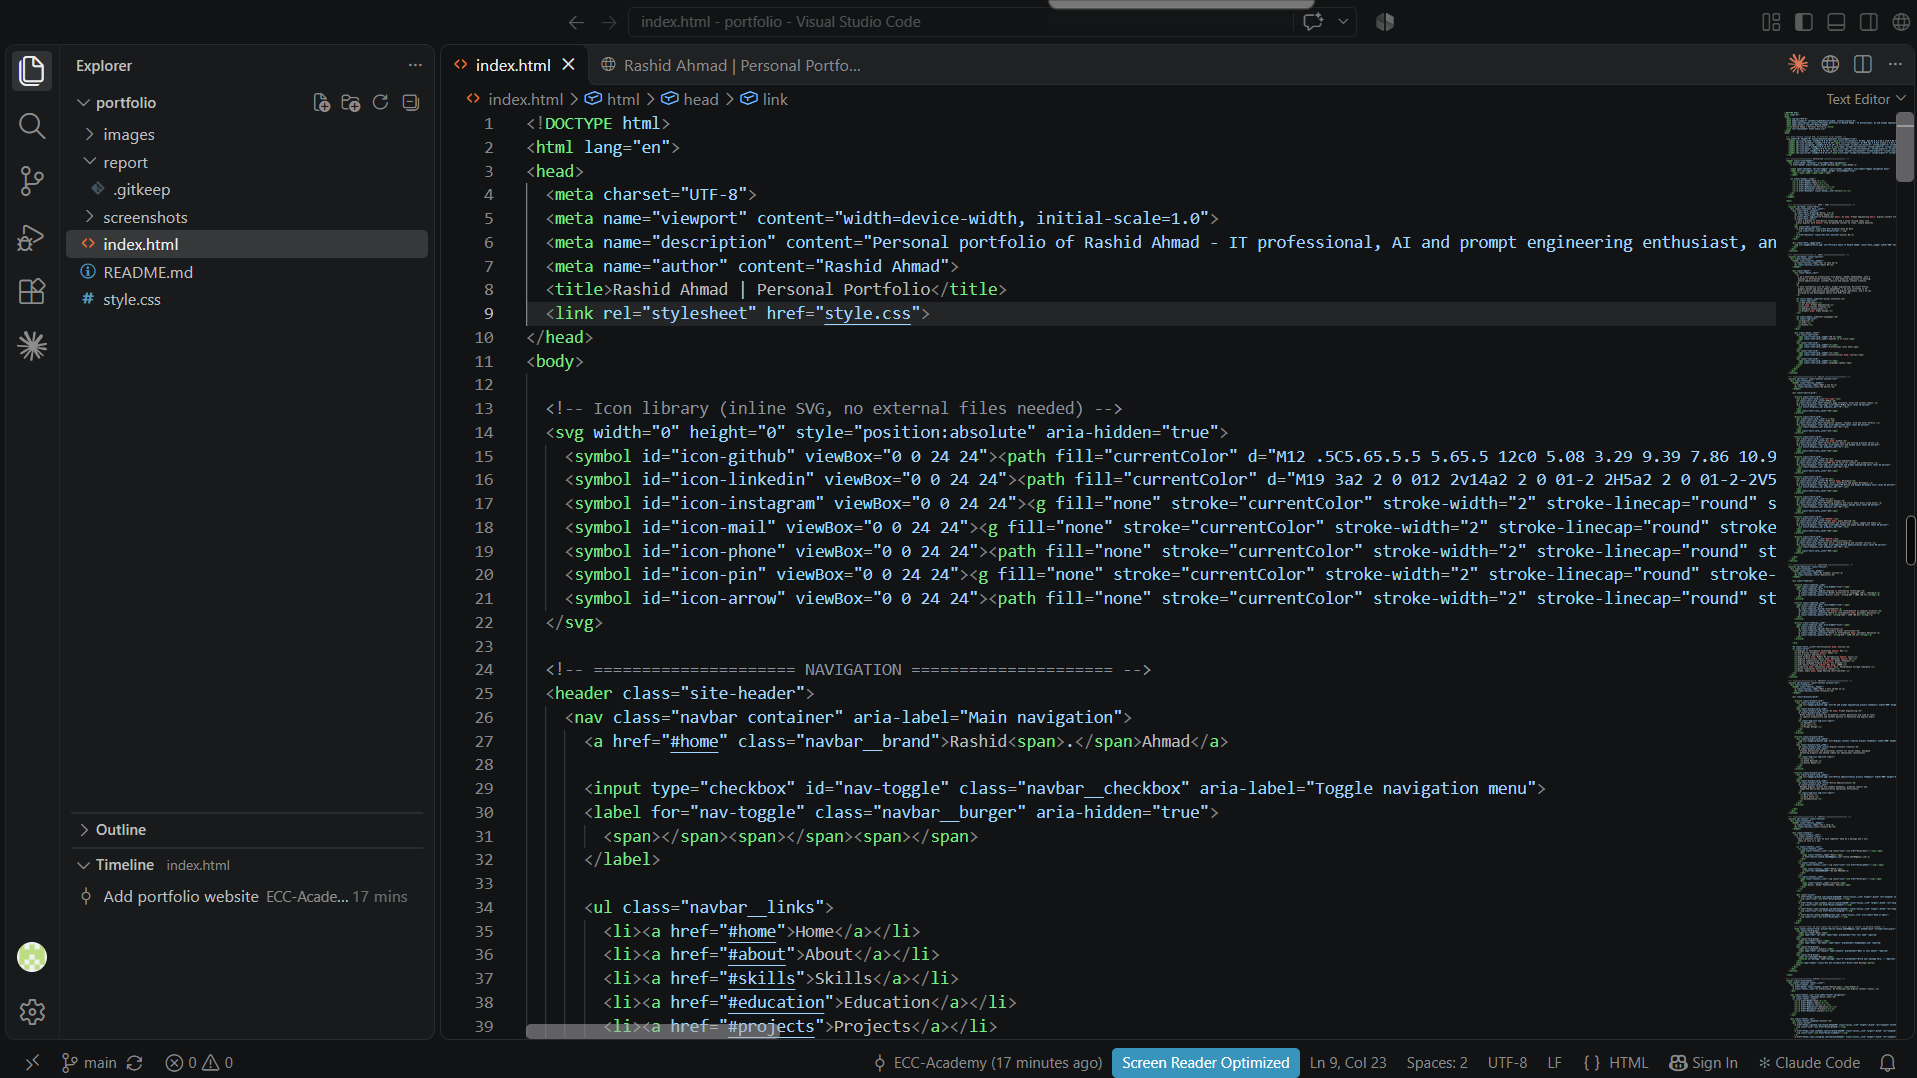 index.html - portfolio - Visual Studio Code
Explorer
portfolio
images
report
.gitkeep
screenshots
index.html
README.md
style.css
Outline
Timeline index.html
Add portfolio website ECC-Acade... 17 mins
index.html
Rashid Ahmad | Personal Portfo...
index.html > html > head > link
Text Editor
1 <!DOCTYPE html>
2 <html lang="en">
3 <head>
4 <meta charset="UTF-8">
5 <meta name="viewport" content="width=device-width, initial-scale=1.0">
6 <meta name="description" content="Personal portfolio of Rashid Ahmad - IT professional, AI and prompt engineering enthusiast, an
7 <meta name="author" content="Rashid Ahmad">
8 <title>Rashid Ahmad | Personal Portfolio</title>
9 <link rel="stylesheet" href="style.css">
10 </head>
11 <body>
12
13 <!-- Icon library (inline SVG, no external files needed) -->
14 <svg width="0" height="0" style="position:absolute" aria-hidden="true">
15 <symbol id="icon-github" viewBox="0 0 24 24"><path fill="currentColor" d="M12 .5C5.65.5.5 5.65.5 12c0 5.08 3.29 9.39 7.86 10.9
16 <symbol id="icon-linkedin" viewBox="0 0 24 24"><path fill="currentColor" d="M19 3a2 2 0 012 2v14a2 2 0 01-2 2H5a2 2 0 01-2-2V5
17 <symbol id="icon-instagram" viewBox="0 0 24 24"><g fill="none" stroke="currentColor" stroke-width="2" stroke-linecap="round" s
18 <symbol id="icon-mail" viewBox="0 0 24 24"><g fill="none" stroke="currentColor" stroke-width="2" stroke-linecap="round" stroke
19 <symbol id="icon-phone" viewBox="0 0 24 24"><path fill="none" stroke="currentColor" stroke-width="2" stroke-linecap="round" st
20 <symbol id="icon-pin" viewBox="0 0 24 24"><g fill="none" stroke="currentColor" stroke-width="2" stroke-linecap="round" stroke-
21 <symbol id="icon-arrow" viewBox="0 0 24 24"><path fill="none" stroke="currentColor" stroke-width="2" stroke-linecap="round" st
22 </svg>
23
24 <!-- ===================== NAVIGATION ===================== -->
25 <header class="site-header">
26 <nav class="navbar container" aria-label="Main navigation">
27 <a href="#home" class="navbar__brand">Rashid<span>.</span>Ahmad</a>
28
29 <input type="checkbox" id="nav-toggle" class="navbar__checkbox" aria-label="Toggle navigation menu">
30 <label for="nav-toggle" class="navbar__burger" aria-hidden="true">
31 <span></span><span></span><span></span>
32 </label>
33
34 <ul class="navbar__links">
35 <li><a href="#home">Home</a></li>
36 <li><a href="#about">About</a></li>
37 <li><a href="#skills">Skills</a></li>
38 <li><a href="#education">Education</a></li>
39 <li><a href="#projects">Projects</a></li>
main 0 0 ECC-Academy (17 minutes ago) Screen Reader Optimized Ln 9, Col 23 Spaces: 2 UTF-8 LF { } HTML Sign In Claude Code